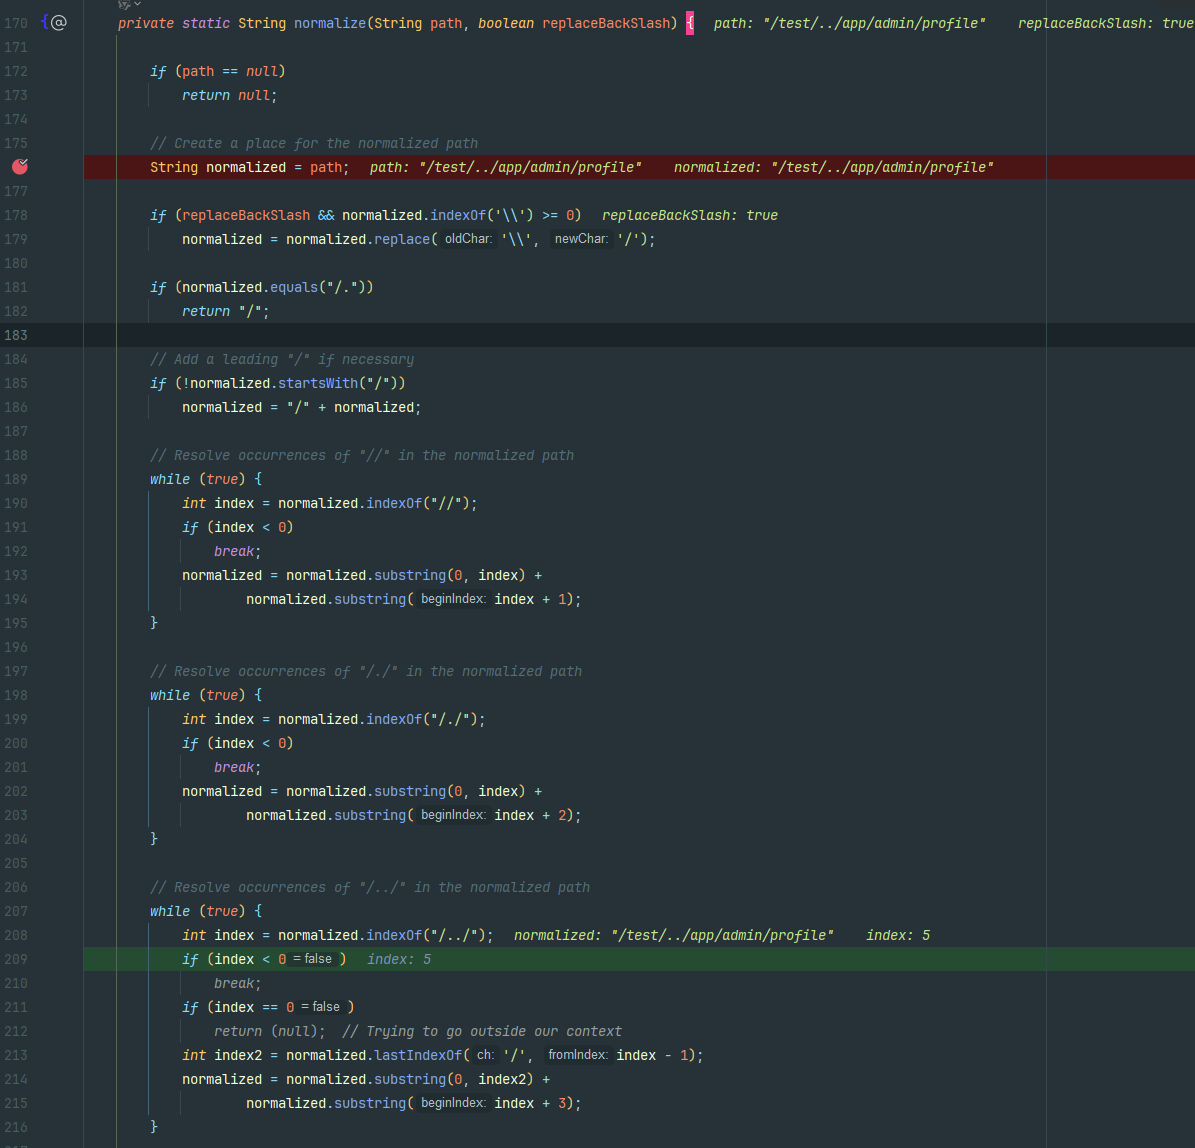 170 {@ private static String normalize(String path, boolean replaceBackSlash) { path: "/test/../app/admin/profile" replaceBackSlash: true
171
172 if (path == null)
173 return null;
174
175 // Create a place for the normalized path
String normalized = path; path: "/test/../app/admin/profile" normalized: "/test/../app/admin/profile"
177
178 if (replaceBackSlash && normalized.indexOf('\\') >= 0) replaceBackSlash: true
179 normalized = normalized.replace( oldChar: '\\', newChar: '/');
180
181 if (normalized.equals("/."))
182 return "/";
183
184 // Add a leading "/" if necessary
185 if (!normalized.startsWith("/"))
186 normalized = "/" + normalized;
187
188 // Resolve occurrences of "//" in the normalized path
189 while (true) {
190 int index = normalized.indexOf("//");
191 if (index < 0)
192 break;
193 normalized = normalized.substring(0, index) +
194 normalized.substring( beginIndex: index + 1);
195 }
196
197 // Resolve occurrences of "/./" in the normalized path
198 while (true) {
199 int index = normalized.indexOf("/./");
200 if (index < 0)
201 break;
202 normalized = normalized.substring(0, index) +
203 normalized.substring( beginIndex: index + 2);
204 }
205
206 // Resolve occurrences of "/../" in the normalized path
207 while (true) {
208 int index = normalized.indexOf("/../"); normalized: "/test/../app/admin/profile" index: 5
209 if (index < 0 = false ) index: 5
210 break;
211 if (index == 0 = false )
212 return (null); // Trying to go outside our context
213 int index2 = normalized.lastIndexOf( ch: '/', fromIndex: index - 1);
214 normalized = normalized.substring(0, index2) +
215 normalized.substring( beginIndex: index + 3);
216 }